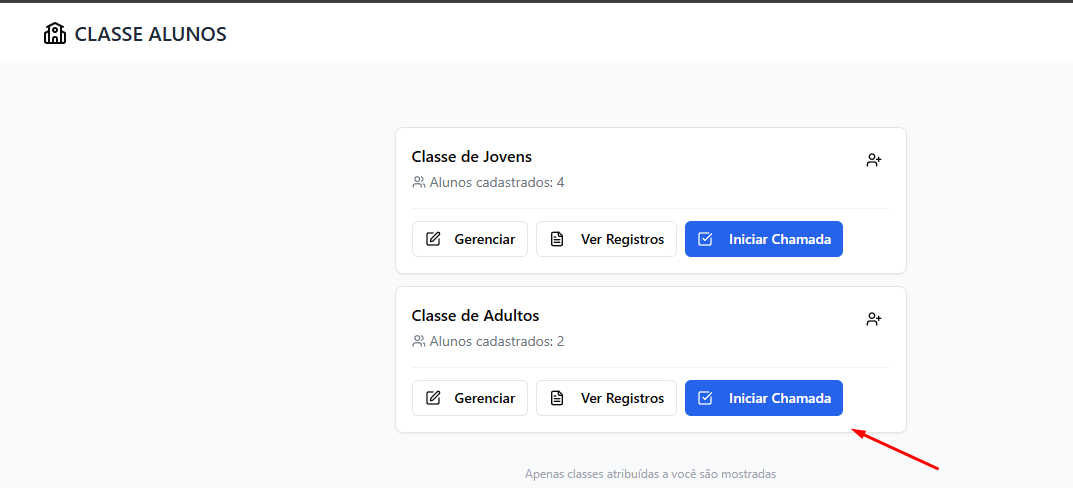 CLASSE ALUNOS
Classe de Jovens
Alunos cadastrados: 4
Gerenciar Ver Registros Iniciar Chamada
Classe de Adultos
Alunos cadastrados: 2
Gerenciar Ver Registros Iniciar Chamada
Apenas classes atribuídas a você são mostradas